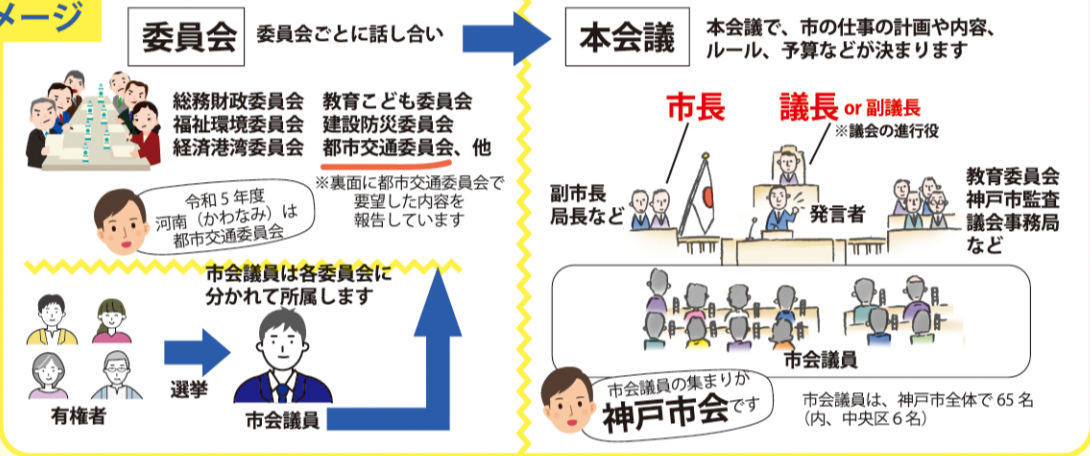 メージ
委員会 委員会ごとに話し合い
総務財政委員会 教育こども委員会
福祉環境委員会 建設防災委員会
経済港湾委員会 都市交通委員会、他
※裏面に都市交通委員会で
要望した内容を
報告しています
令和5年度
河南（かわなみ）は
都市交通委員会
市会議員は各委員会に
分かれて所属します
有権者
選挙
市会議員
本会議
本会議で、市の仕事の計画や内容、
ルール、予算などが決まります
市長
議長 or 副議長
※議会の進行役
副市長
局長など
発言者
教育委員会
神戸市監査
議会事務局
など
市会議員
市会議員の集まりが
神戸市会です
市会議員は、神戸市全体で65名
（内、中央区6名）